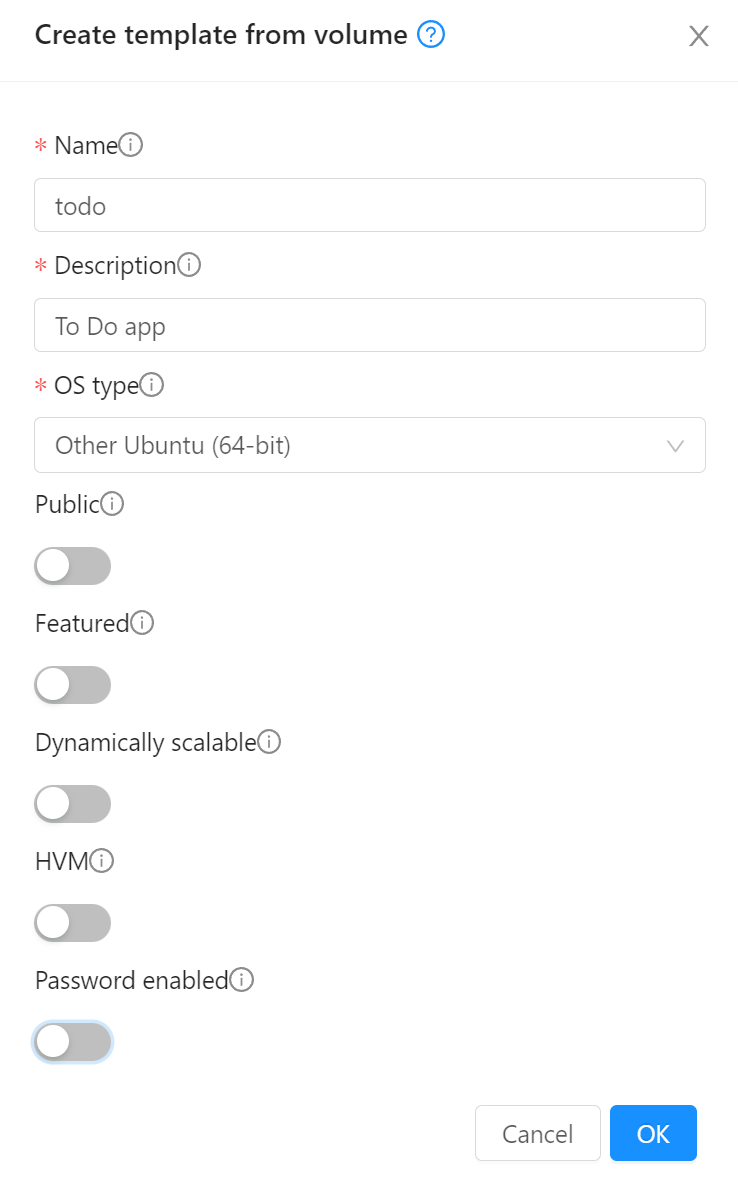 Create template from volume ?
* Name
todo
* Description
To Do app
* OS type
Other Ubuntu (64-bit)
Public
Featured
Dynamically scalable
HVM
Password enabled
Cancel OK